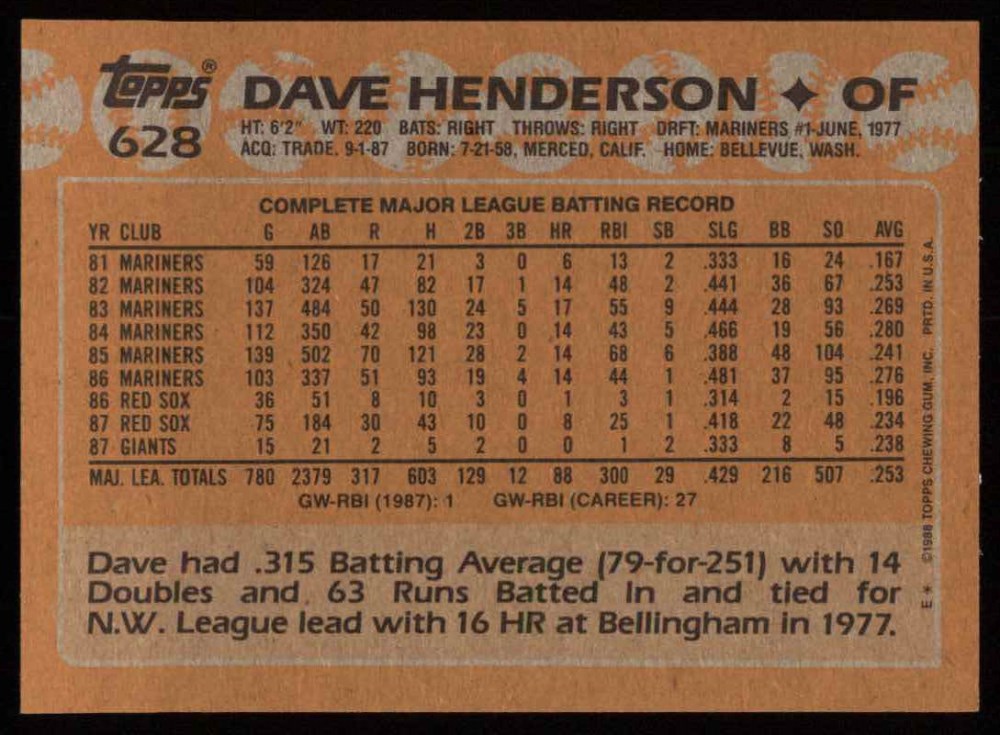 Topps® DAVE HENDERSON ✦ OF
628 HT: 6'2" WT: 220 BATS: RIGHT THROWS: RIGHT DRFT: MARINERS #1-JUNE, 1977
ACQ: TRADE, 9-1-87 BORN: 7-21-58, MERCED, CALIF. HOME: BELLEVUE, WASH.
COMPLETE MAJOR LEAGUE BATTING RECORD
YR CLUB G AB R H 2B 3B HR RBI SB SLG BB SO AVG
81 MARINERS 59 126 17 21 3 0 6 13 2 .333 16 24 .167
82 MARINERS 104 324 47 82 17 1 14 48 2 .441 36 67 .253
83 MARINERS 137 484 50 130 24 5 17 55 9 .444 28 93 .269
84 MARINERS 112 350 42 98 23 0 14 43 5 .466 19 56 .280
85 MARINERS 139 502 70 121 28 2 14 68 6 .388 48 104 .241
86 MARINERS 103 337 51 93 19 4 14 44 1 .481 37 95 .276
86 RED SOX 36 51 8 10 3 0 1 3 1 .314 2 15 .196
87 RED SOX 75 184 30 43 10 0 8 25 1 .418 22 48 .234
87 GIANTS 15 21 2 5 2 0 0 1 2 .333 8 5 .238
MAJ. LEA. TOTALS 780 2379 317 603 129 12 88 300 29 .429 216 507 .253
GW-RBI (1987): 1 GW-RBI (CAREER): 27
Dave had .315 Batting Average (79-for-251) with 14
Doubles and 63 Runs Batted In and tied for
N.W. League lead with 16 HR at Bellingham in 1977.
E * ©1988 TOPPS CHEWING GUM, INC. PRTD. IN U.S.A.